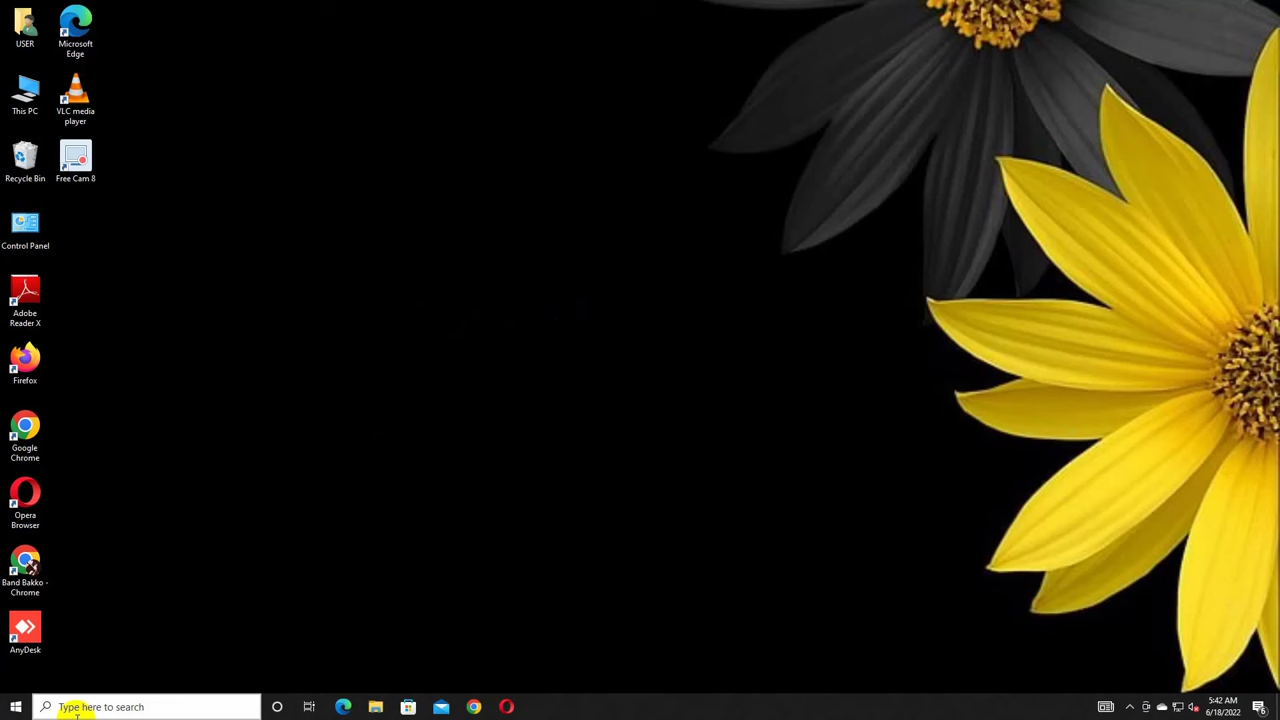 USER
Microsoft
Edge
This PC
VLC media
player
Recycle Bin
Free Cam 8
Control Panel
Adobe
Reader X
Firefox
Google
Chrome
Opera
Browser
Band Bakko -
Chrome
AnyDesk
Type here to search
5:42 AM
6/18/2022
6